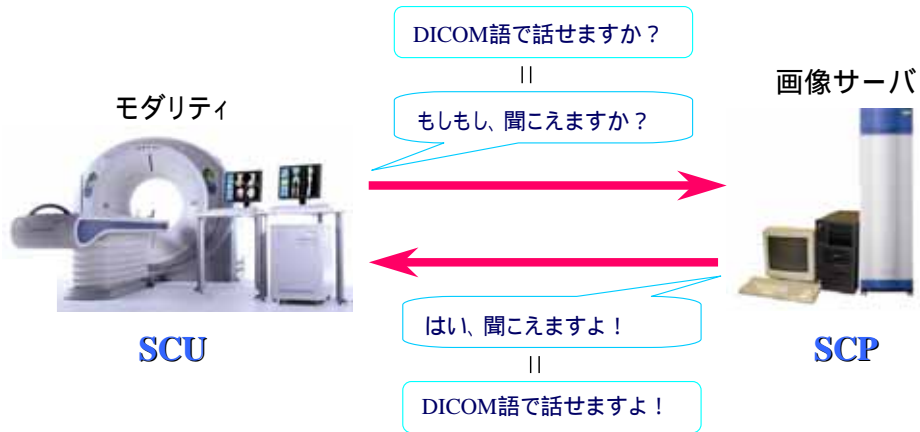 DICOM語で話せますか?
=
画像サーバ
モダリティ
もしもし、聞こえますか?
はい、聞こえますよ!
SCU
SCP
=
DICOM語で話せますよ!